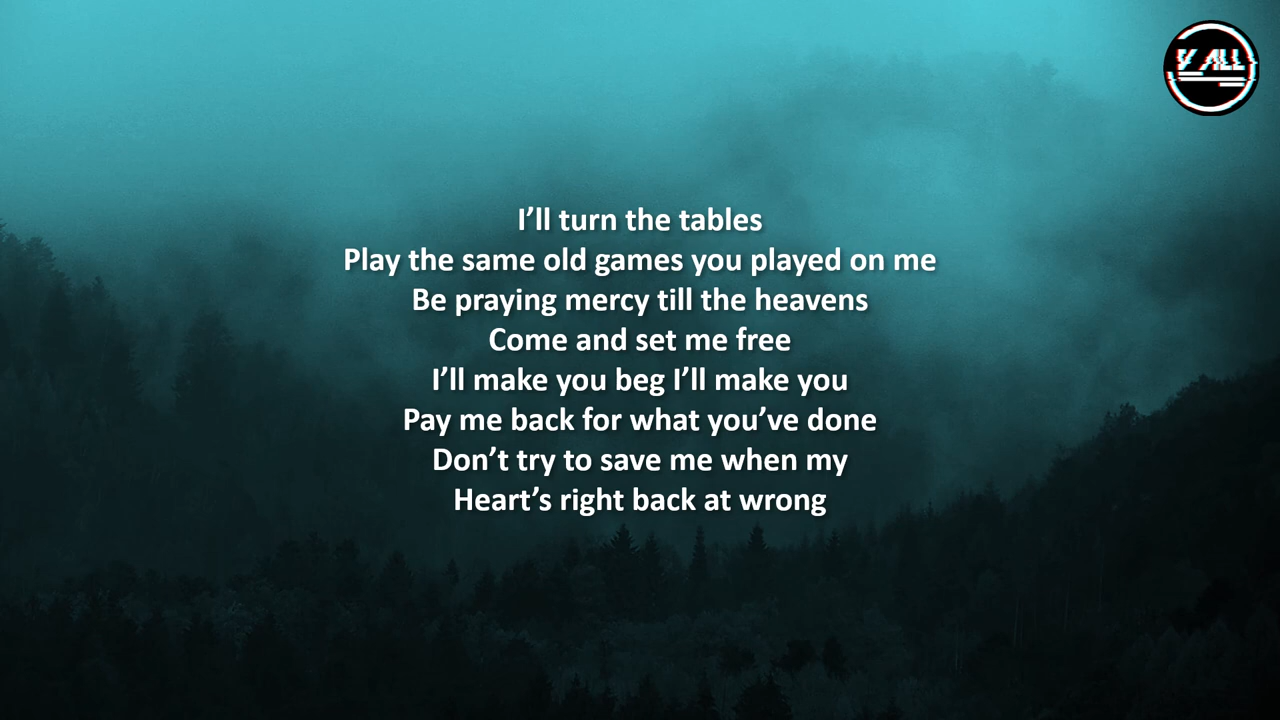 V ALL
I’ll turn the tables
Play the same old games you played on me
Be praying mercy till the heavens
Come and set me free
I’ll make you beg I’ll make you
Pay me back for what you’ve done
Don’t try to save me when my
Heart’s right back at wrong